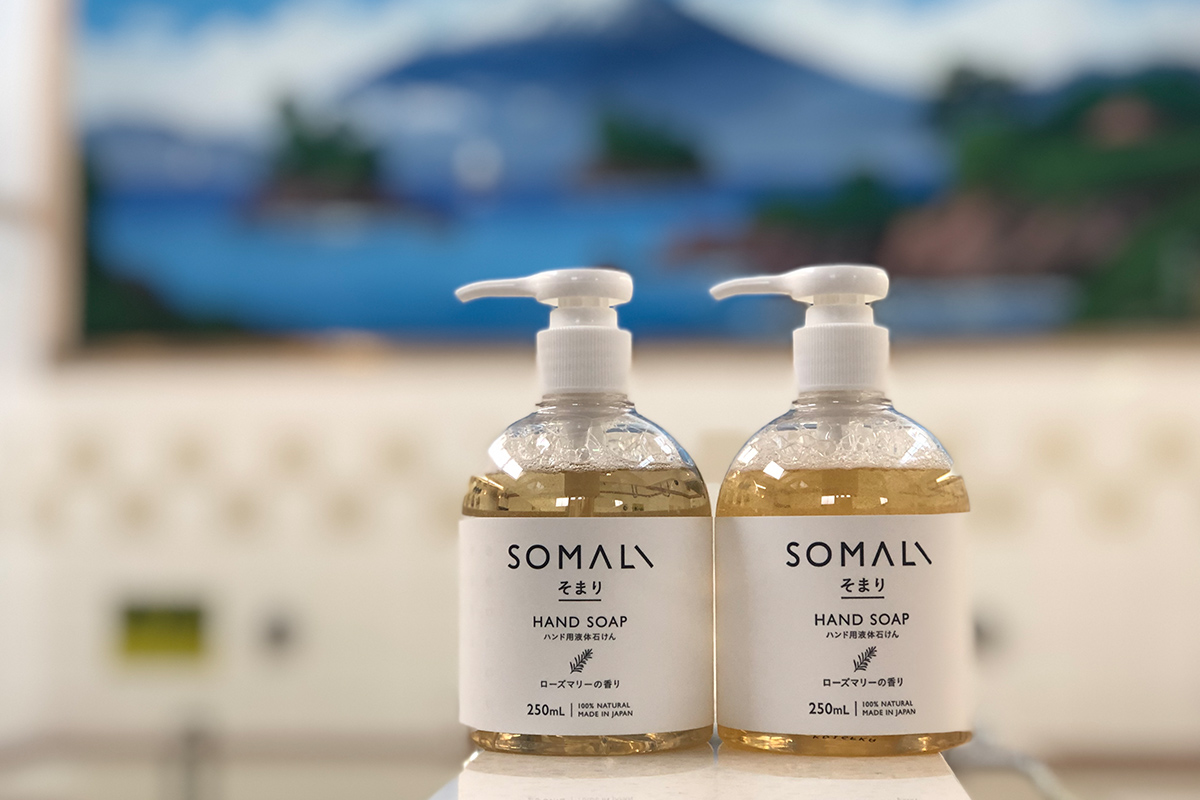 SOMALI
そまり
HAND SOAP
ハンド用液体石けん
ローズマリーの香り
250mL
100% NATURAL
MADE IN JAPAN
SOMALI
そまり
HAND SOAP
ハンド用液体石けん
ローズマリーの香り
250mL
100% NATURAL
MADE IN JAPAN